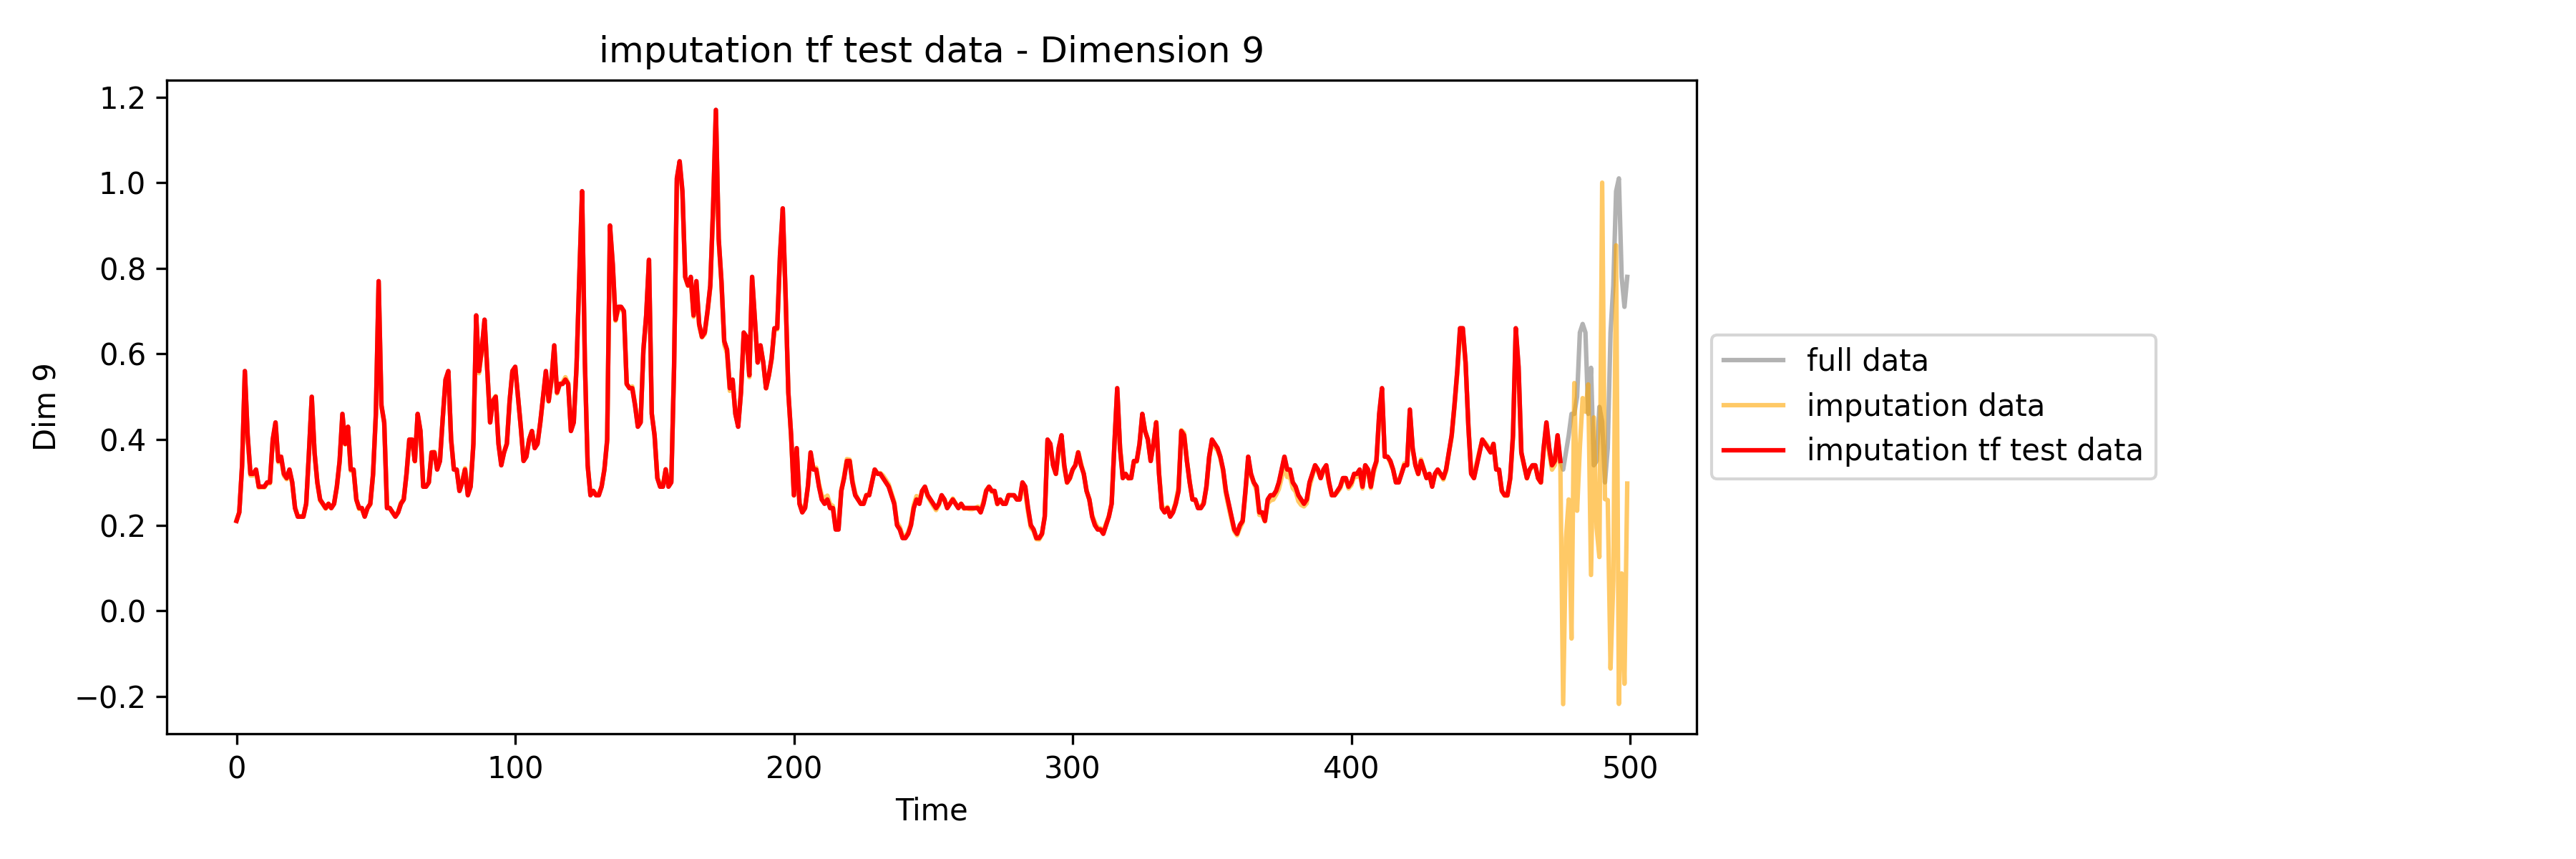 imputation tf test data - Dimension 9
1.2
1.0
0.8
0.6
0.4
0.2
0.0
−0.2
Dim 9
0 100 200 300 400 500
Time
full data
imputation data
imputation tf test data